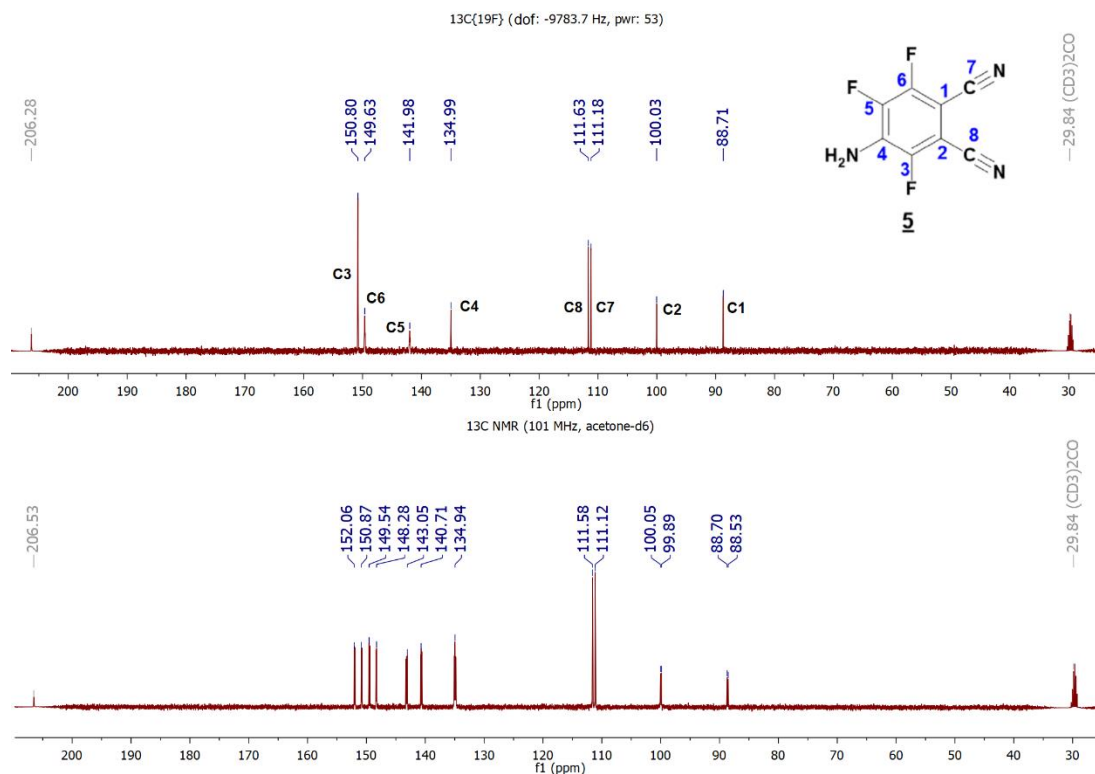 13C{19F} (dof: -9783.7 Hz, pwr: 53)
206.28
150.80
149.63
141.98
134.99
111.63
111.18
100.03
88.71
29.84 (CD3)2CO
F
F
F
H2N
C
N
C
N
1
2
3
4
5
6
7
8
5
C3
C6
C5
C4
C8
C7
C2
C1
200 190 180 170 160 150 140 130 120 110 100 90 80 70 60 50 40 30
f1 (ppm)
13C NMR (101 MHz, acetone-d6)
206.53
152.06
150.87
149.54
148.28
143.05
140.71
134.94
111.58
111.12
100.05
99.89
88.70
88.53
29.84 (CD3)2CO
200 190 180 170 160 150 140 130 120 110 100 90 80 70 60 50 40 30
f1 (ppm)